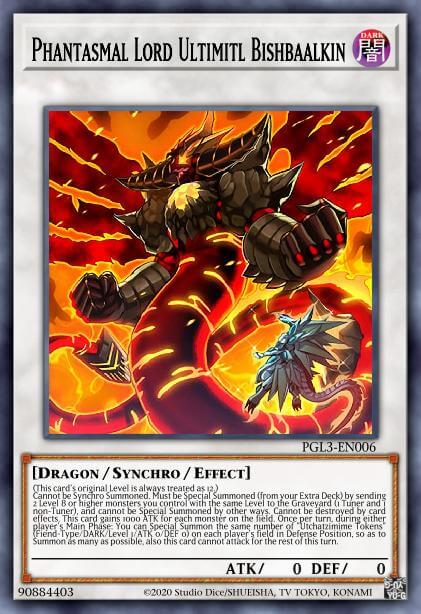 Phantasmal Lord Ultimitl Bishbaalkin
DARK
闇
PGL3-EN006
[Dragon / Synchro / Effect]
(This card's original Level is always treated as 12.)
Cannot be Synchro Summoned. Must be Special Summoned (from your Extra Deck) by sending
2 Level 8 or higher monsters you control with the same Level to the Graveyard (1 Tuner and 1
non-Tuner), and cannot be Special Summoned by other ways. Cannot be destroyed by card
effects. This card gains 1000 ATK for each monster on the field. Once per turn, during either
player's Main Phase: You can Special Summon the same number of "Utchatzimime Tokens"
(Fiend-Type/DARK/Level 1/ATK 0/DEF 0) on each player's field in Defense Position, so as to
Summon as many as possible, also this card cannot attack for the rest of this turn.
ATK/ 0 DEF/ 0
90884403
©2020 Studio Dice/SHUEISHA, TV TOKYO, KONAMI